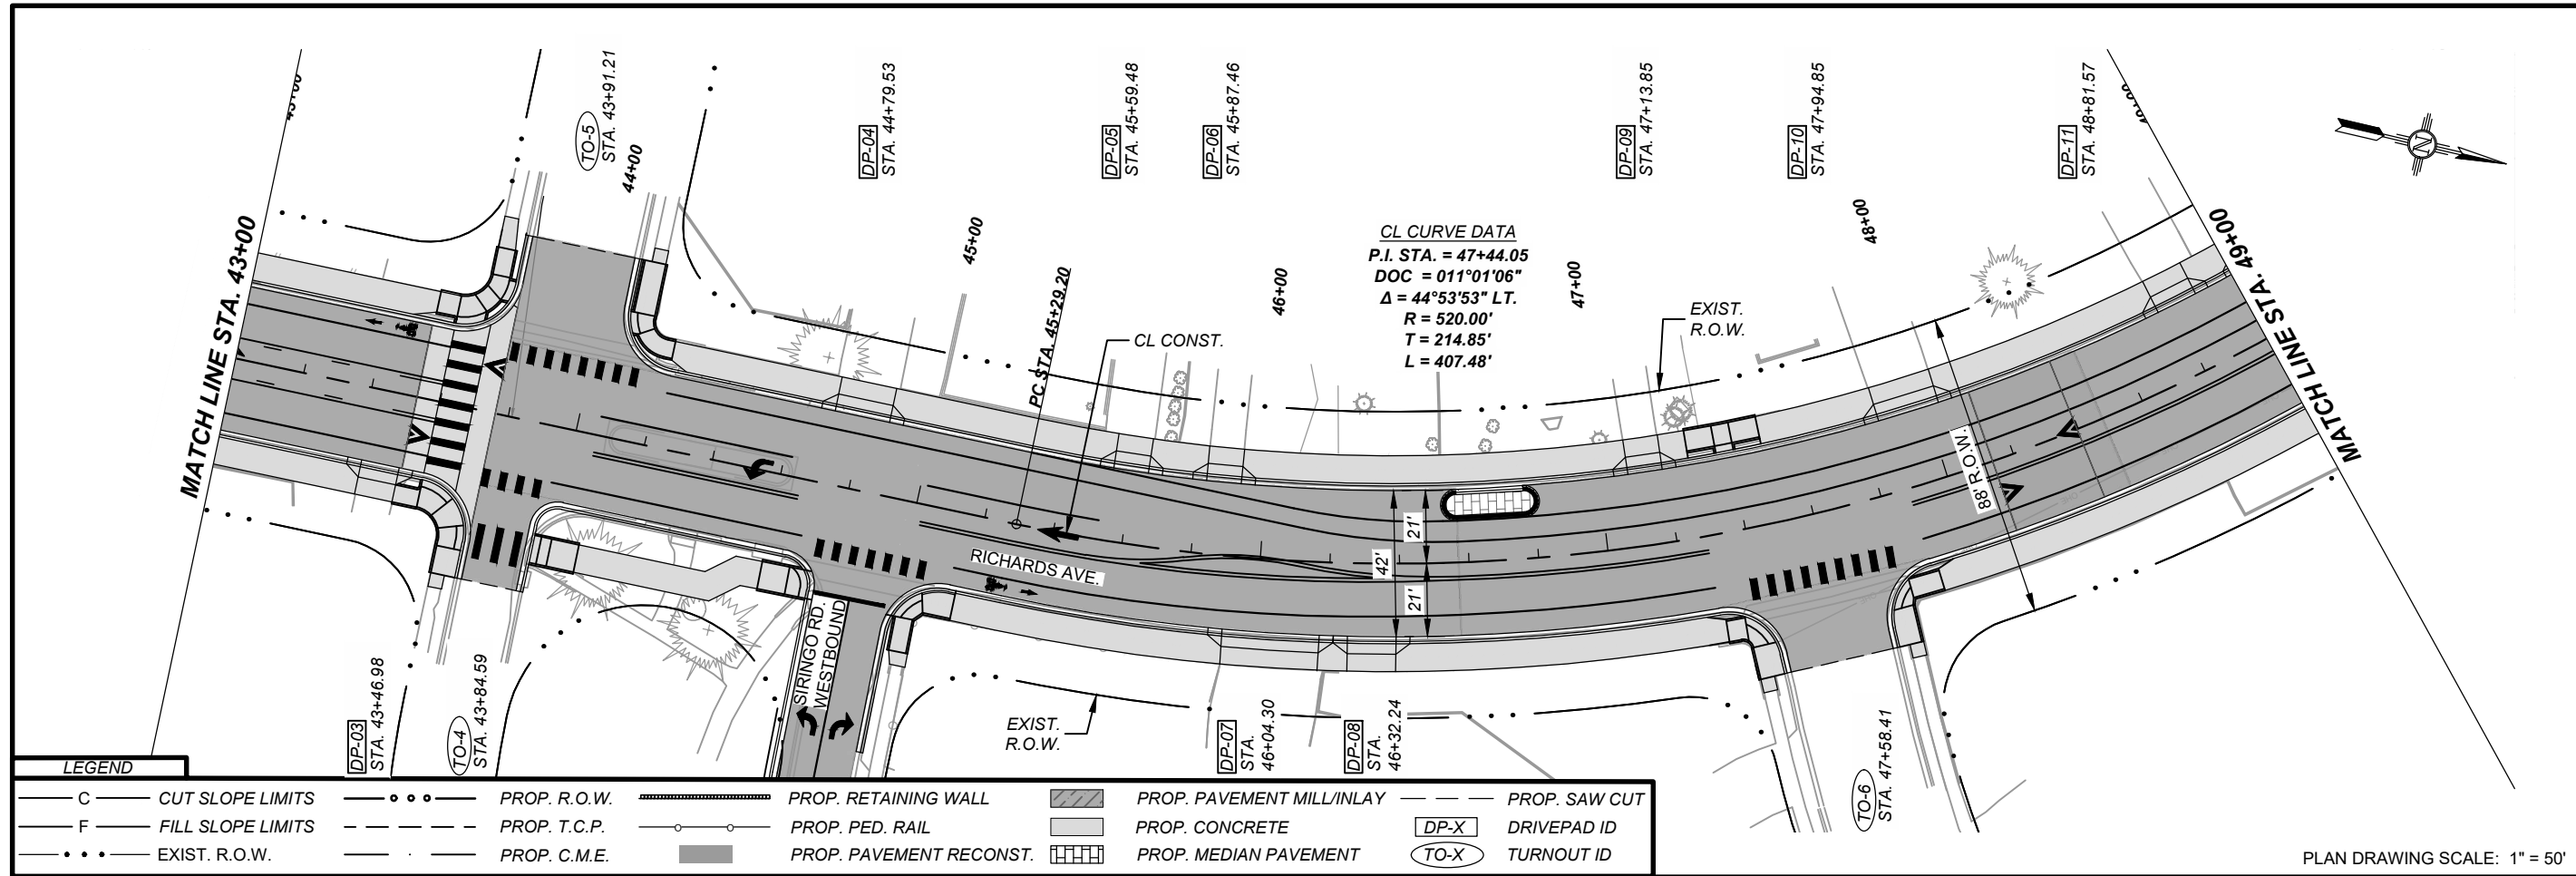 TO-5
STA. 43+91.21
DP-04
STA. 44+79.53
DP-05
STA. 45+59.48
DP-06
STA. 45+87.46
DP-09
STA. 47+13.85
DP-10
STA. 47+94.85
DP-11
STA. 48+81.57
N
44+00
45+00
46+00
47+00
48+00
MATCH LINE STA. 43+00
MATCH LINE STA. 49+00
MATCH LINE STA.
PC STA. 45+29.20
CL CONST.
CL CURVE DATA
P.I. STA. = 47+44.05
DOC = 011°01'06"
Δ = 44°53'53" LT.
R = 520.00'
T = 214.85'
L = 407.48'
EXIST.
R.O.W.
88' R.O.W.
21'
42'
21'
RICHARDS AVE.
SIRINGO RD.
WESTBOUND
EXIST.
R.O.W.
DP-03
STA. 43+46.98
TO-4
STA. 43+84.59
DP-07
STA.
46+04.30
DP-08
STA.
46+32.24
TO-6
STA. 47+58.41
LEGEND
C CUT SLOPE LIMITS
F FILL SLOPE LIMITS
EXIST. R.O.W.
PROP. R.O.W.
PROP. T.C.P.
PROP. C.M.E.
PROP. RETAINING WALL
PROP. PED. RAIL
PROP. PAVEMENT RECONST.
PROP. PAVEMENT MILL/INLAY
PROP. CONCRETE
PROP. MEDIAN PAVEMENT
PROP. SAW CUT
DP-X DRIVEPAD ID
TO-X TURNOUT ID
PLAN DRAWING SCALE: 1" = 50'